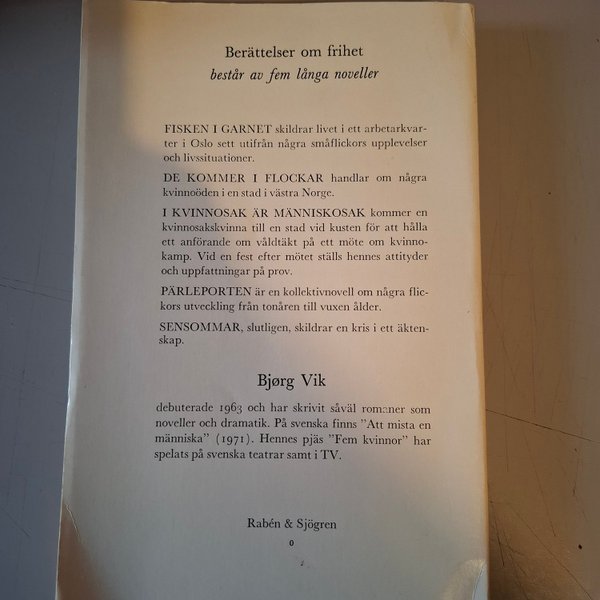 Berättelser om frihet
består av fem långa noveller
FISKEN I GARNET skildrar livet i ett arbetarkvar-
ter i Oslo sett utifrån några småflickors upplevelser
och livssituationer.
DE KOMMER I FLOCKAR handlar om några
kvinnoöden i en stad i västra Norge.
I KVINNOSAK ÄR MÄNNISKOSAK kommer en
kvinnosakskvinna till en stad vid kusten för att hålla
ett anförande om våldtäkt på ett möte om kvinno-
kamp. Vid en fest efter mötet ställs hennes attityder
och uppfattningar på prov.
PÄRLEPORTEN är en kollektivnovell om några flic-
kors utveckling från tonåren till vuxen ålder.
SENSOMMAR, slutligen, skildrar en kris i ett äkten-
skap.
Bjørg Vik
debuterade 1963 och har skrivit såväl romaner som
noveller och dramatik. På svenska finns ”Att mista en
människa” (1971). Hennes pjäs ”Fem kvinnor” har
spelats på svenska teatrar samt i TV.
Rabén & Sjögren
0